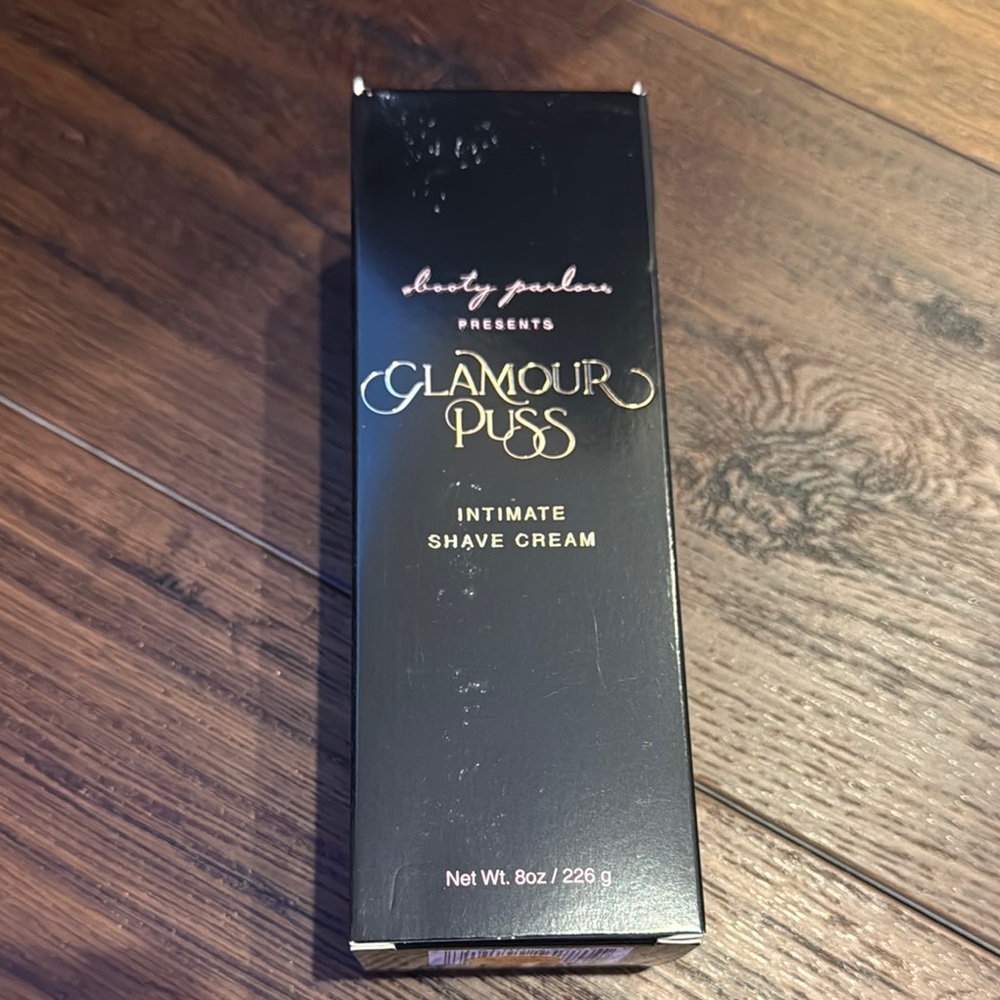 booty parlor
PRESENTS
GLAMOUR
PUSS
INTIMATE
SHAVE CREAM
Net Wt. 8oz / 226 g